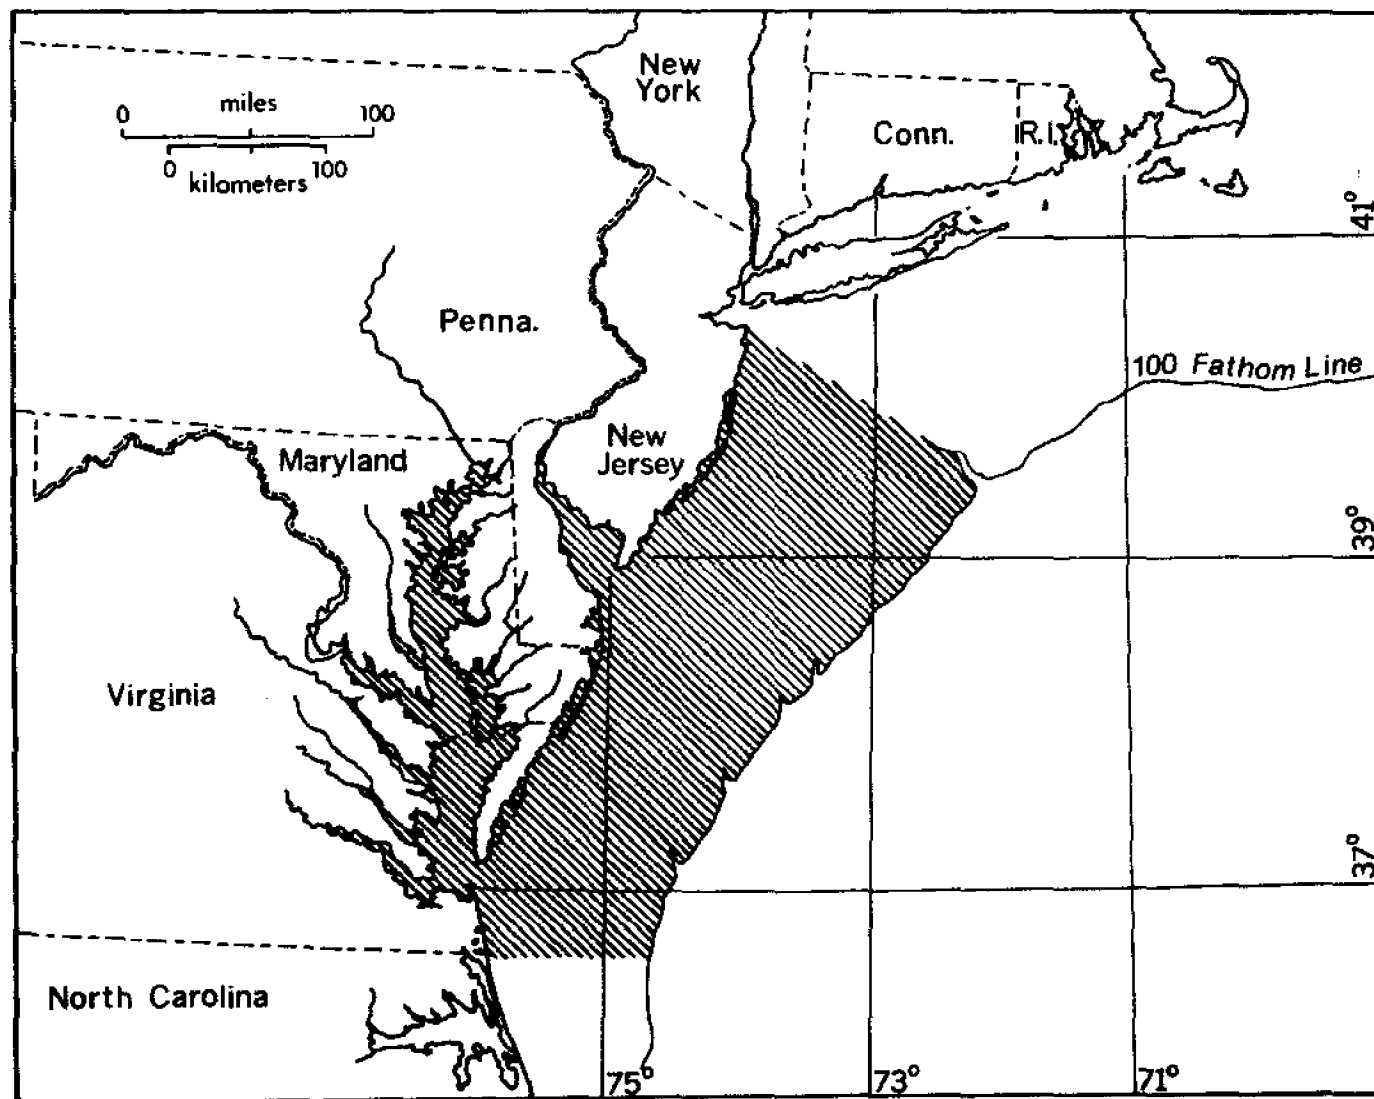 New
York
miles
0 100
0 100
kilometers
Conn.
R.I.
41°
Penna.
100 Fathom Line
New
Jersey
Maryland
39°
Virginia
37°
North Carolina
75°
73°
71°